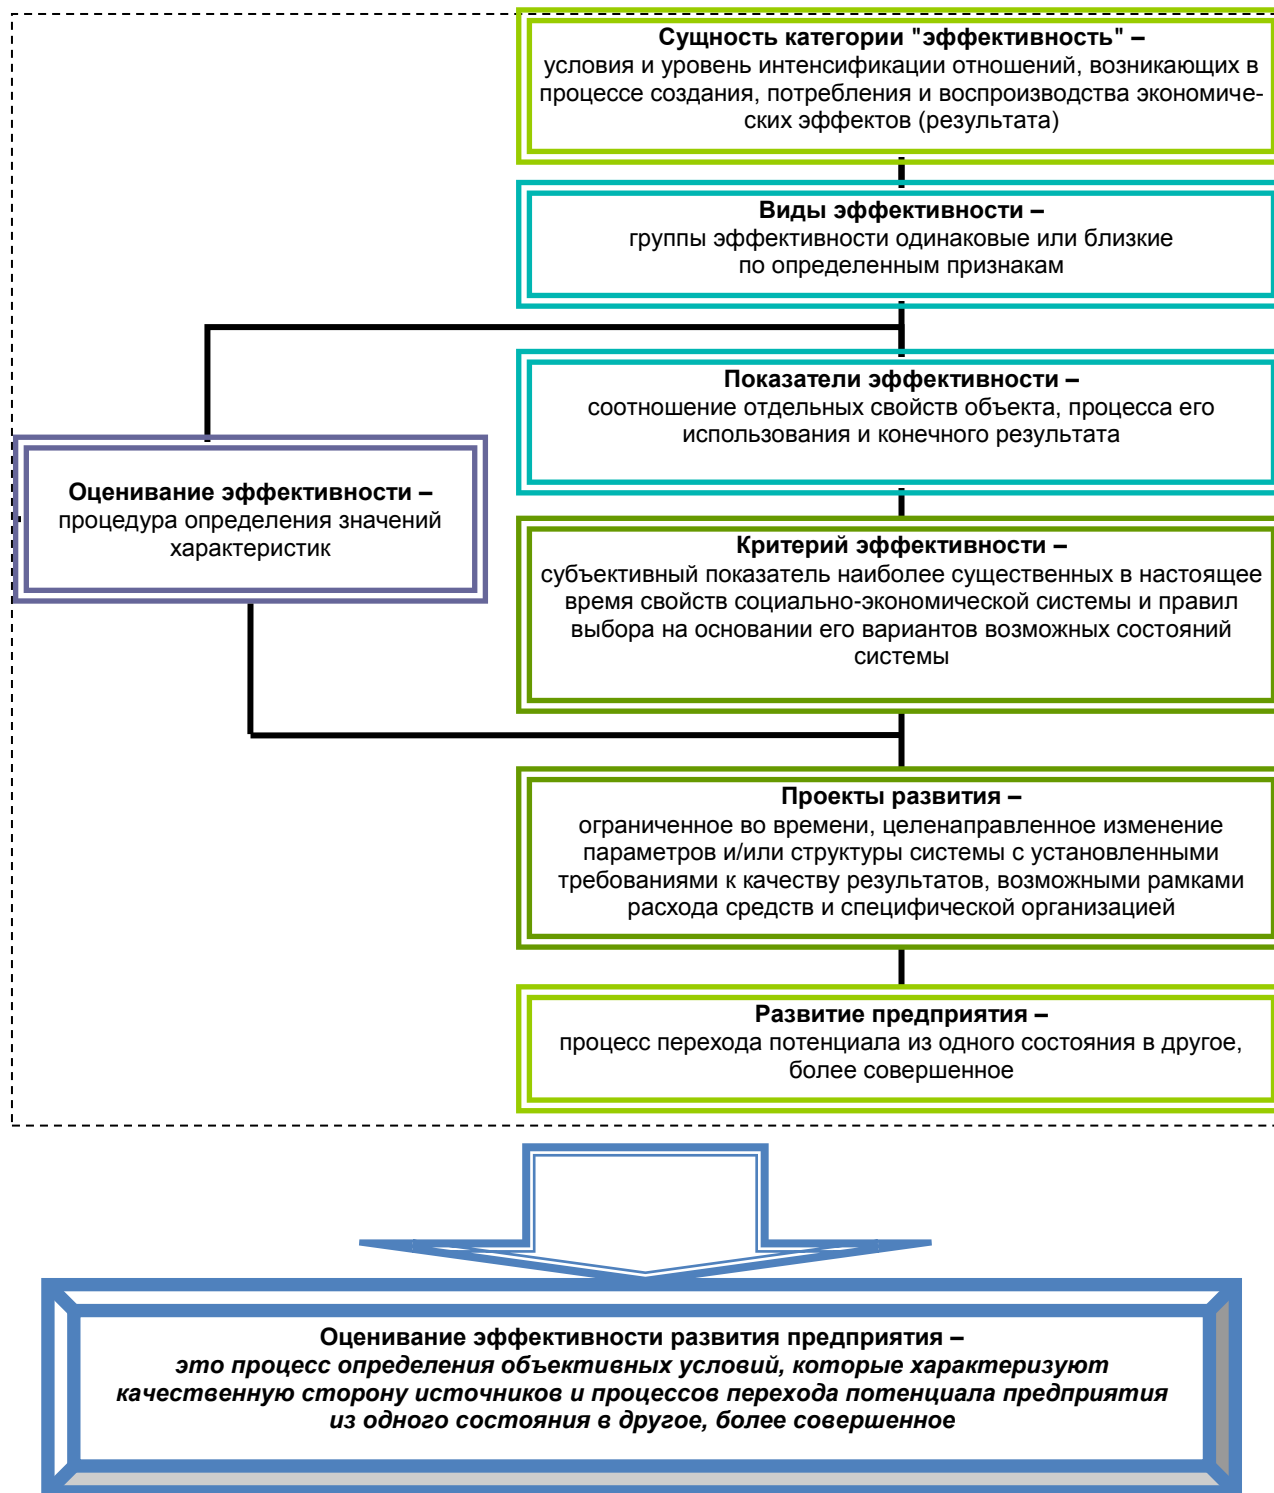 Сущность категории "эффективность" –
условия и уровень интенсификации отношений, возникающих в
процессе создания, потребления и воспроизводства экономиче-
ских эффектов (результата)
Виды эффективности –
группы эффективности одинаковые или близкие
по определенным признакам
Показатели эффективности –
соотношение отдельных свойств объекта, процесса его
использования и конечного результата
Оценивание эффективности –
процедура определения значений
характеристик
Критерий эффективности –
субъективный показатель наиболее существенных в настоящее
время свойств социально-экономической системы и правил
выбора на основании его вариантов возможных состояний
системы
Проекты развития –
ограниченное во времени, целенаправленное изменение
параметров и/или структуры системы с установленными
требованиями к качеству результатов, возможными рамками
расхода средств и специфической организацией
Развитие предприятия –
процесс перехода потенциала из одного состояния в другое,
более совершенное
Оценивание эффективности развития предприятия –
это процесс определения объективных условий, которые характеризуют
качественную сторону источников и процессов перехода потенциала предприятия
из одного состояния в другое, более совершенное